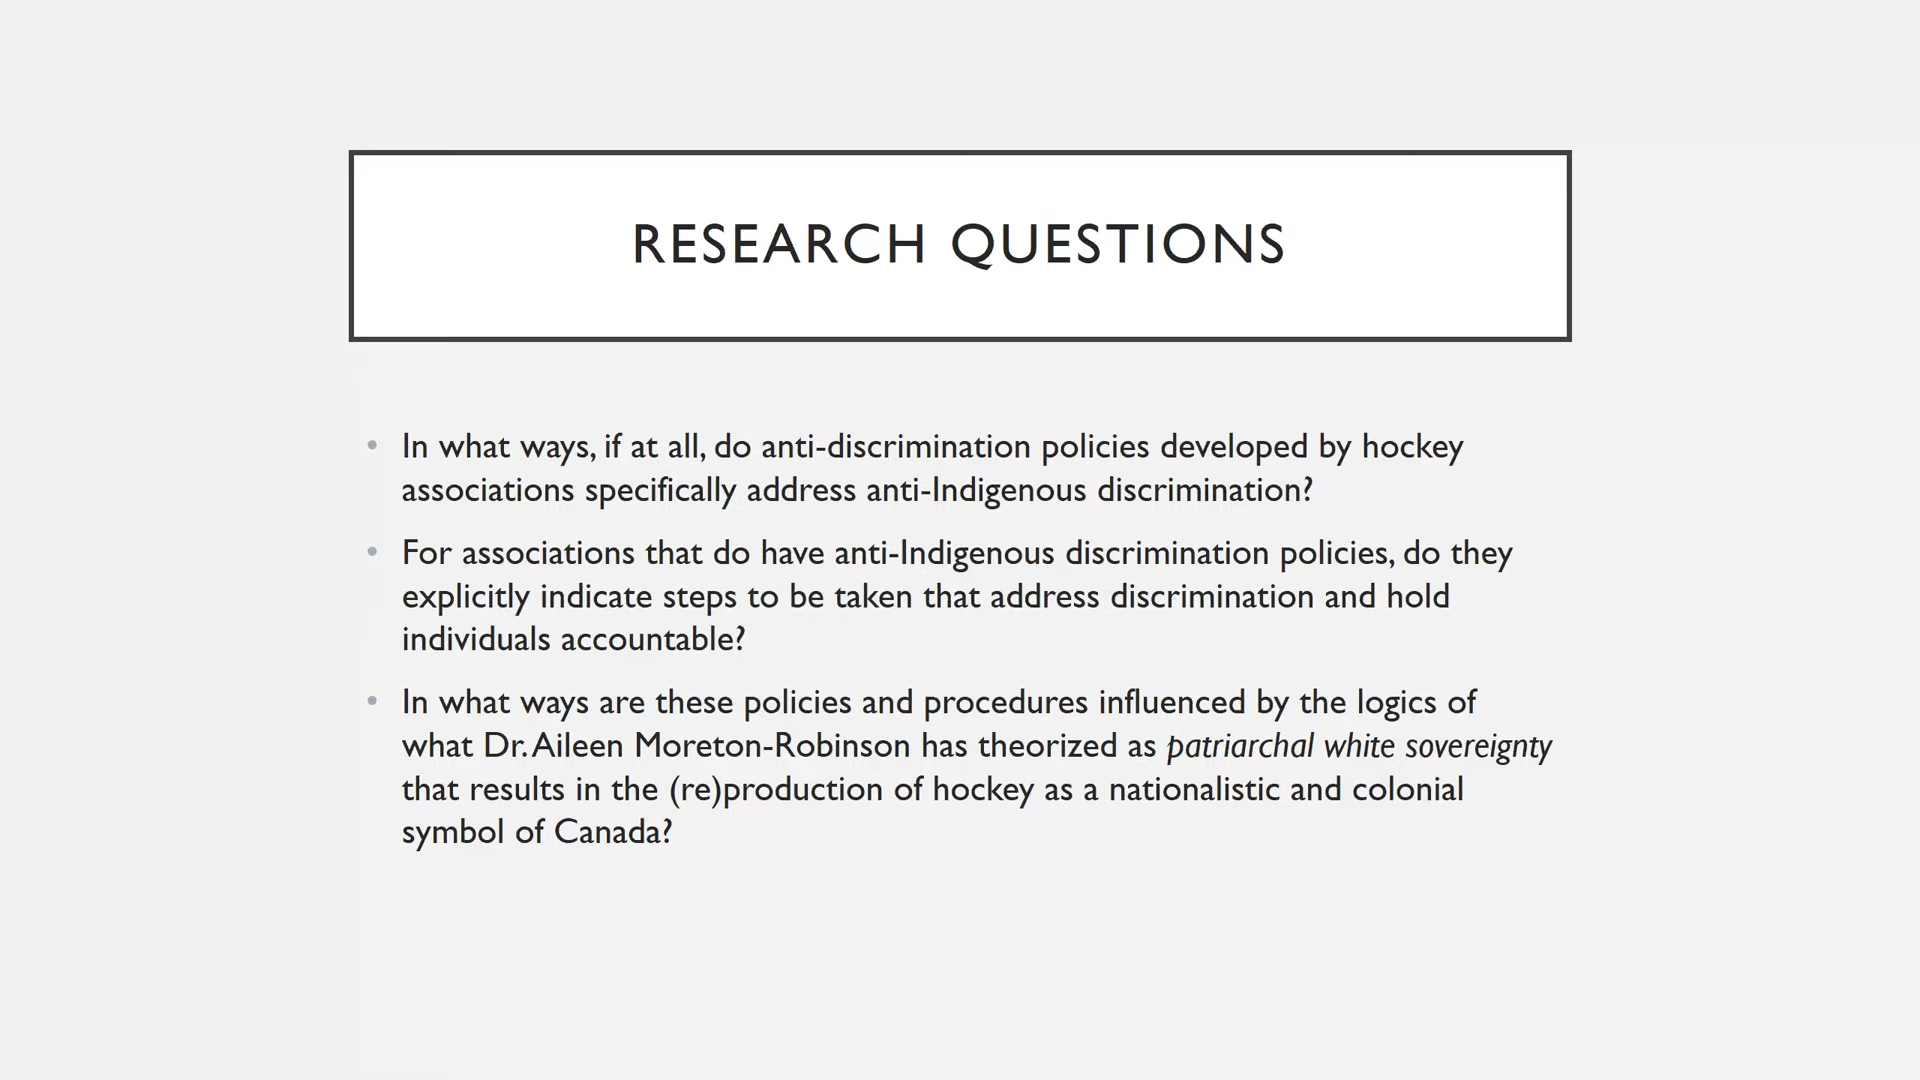 RESEARCH QUESTIONS
• In what ways, if at all, do anti-discrimination policies developed by hockey
associations specifically address anti-Indigenous discrimination?
• For associations that do have anti-Indigenous discrimination policies, do they
explicitly indicate steps to be taken that address discrimination and hold
individuals accountable?
• In what ways are these policies and procedures influenced by the logics of
what Dr. Aileen Moreton-Robinson has theorized as patriarchal white sovereignty
that results in the (re)production of hockey as a nationalistic and colonial
symbol of Canada?